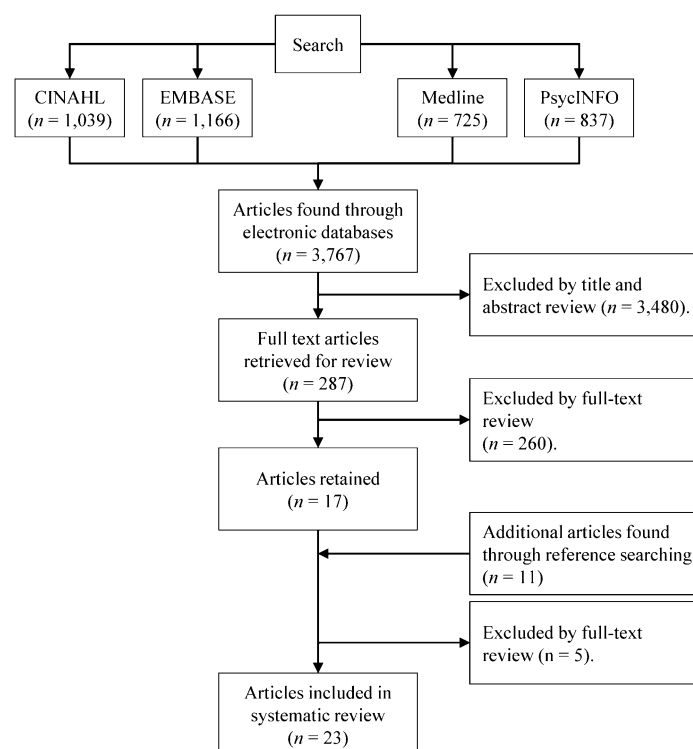 Search
CINAHL
(n = 1,039)
EMBASE
(n = 1,166)
Medline
(n = 725)
PsycINFO
(n = 837)
Articles found through
electronic databases
(n = 3,767)
Excluded by title and
abstract review (n = 3,480).
Full text articles
retrieved for review
(n = 287)
Excluded by full-text
review
(n = 260).
Articles retained
(n = 17)
Additional articles found
through reference searching
(n = 11)
Excluded by full-text
review (n = 5).
Articles included in
systematic review
(n = 23)